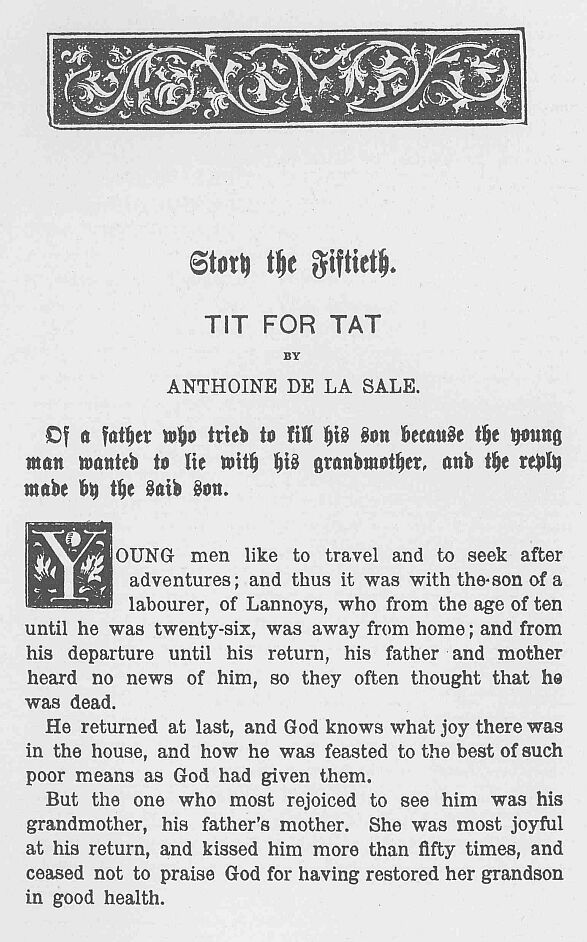 Story the Fiftieth.
TIT FOR TAT
BY
ANTHOINE DE LA SALE.
Of a father who tried to kill his son because the young
man wanted to lie with his grandmother, and the reply
made by the said son.
YOUNG men like to travel and to seek after
adventures; and thus it was with the son of a
labourer, of Lannoys, who from the age of ten
until he was twenty-six, was away from home; and from
his departure until his return, his father and mother
heard no news of him, so they often thought that he
was dead.
He returned at last, and God knows what joy there was
in the house, and how he was feasted to the best of such
poor means as God had given them.
But the one who most rejoiced to see him was his
grandmother, his father's mother. She was most joyful
at his return, and kissed him more than fifty times, and
ceased not to praise God for having restored her grandson
in good health.